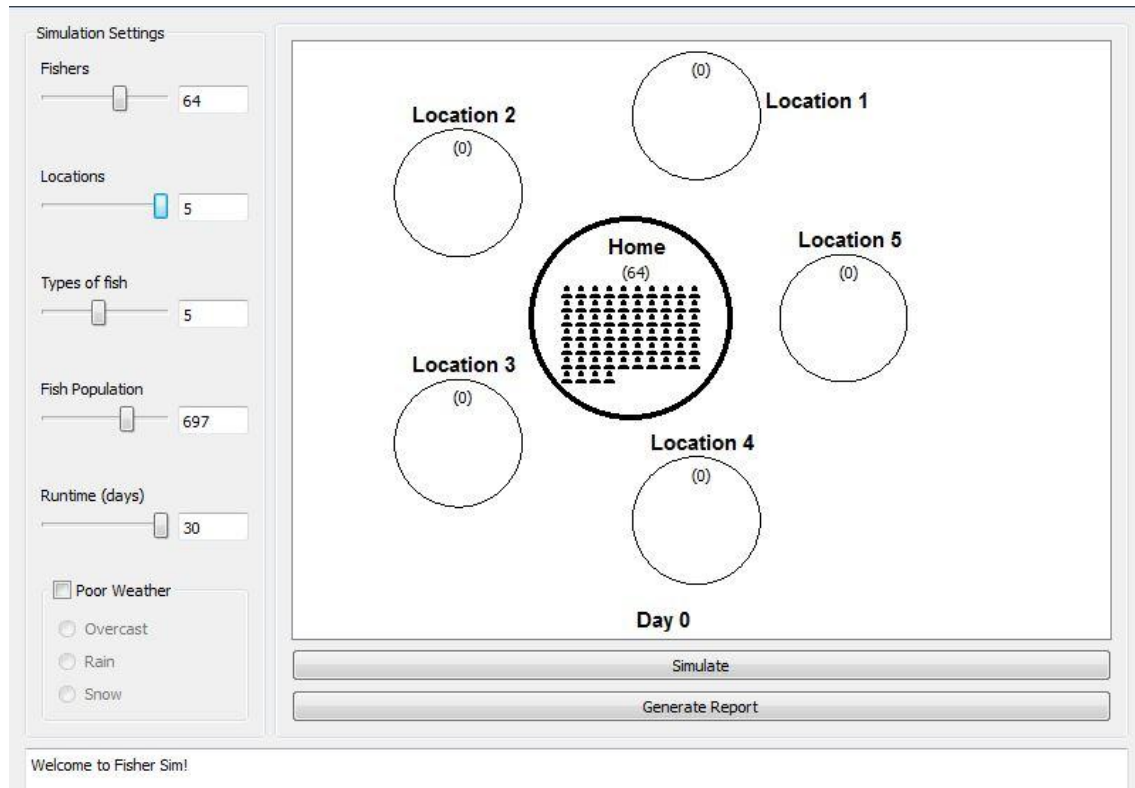 Simulation Settings
Fishers
64
Locations
5
Types of fish
5
Fish Population
697
Runtime (days)
30
Poor Weather
Overcast
Rain
Snow
(0)
Location 1
Location 2
(0)
Home
(64)
Location 5
(0)
Location 3
(0)
Location 4
(0)
Day 0
Simulate
Generate Report
Welcome to Fisher Sim!